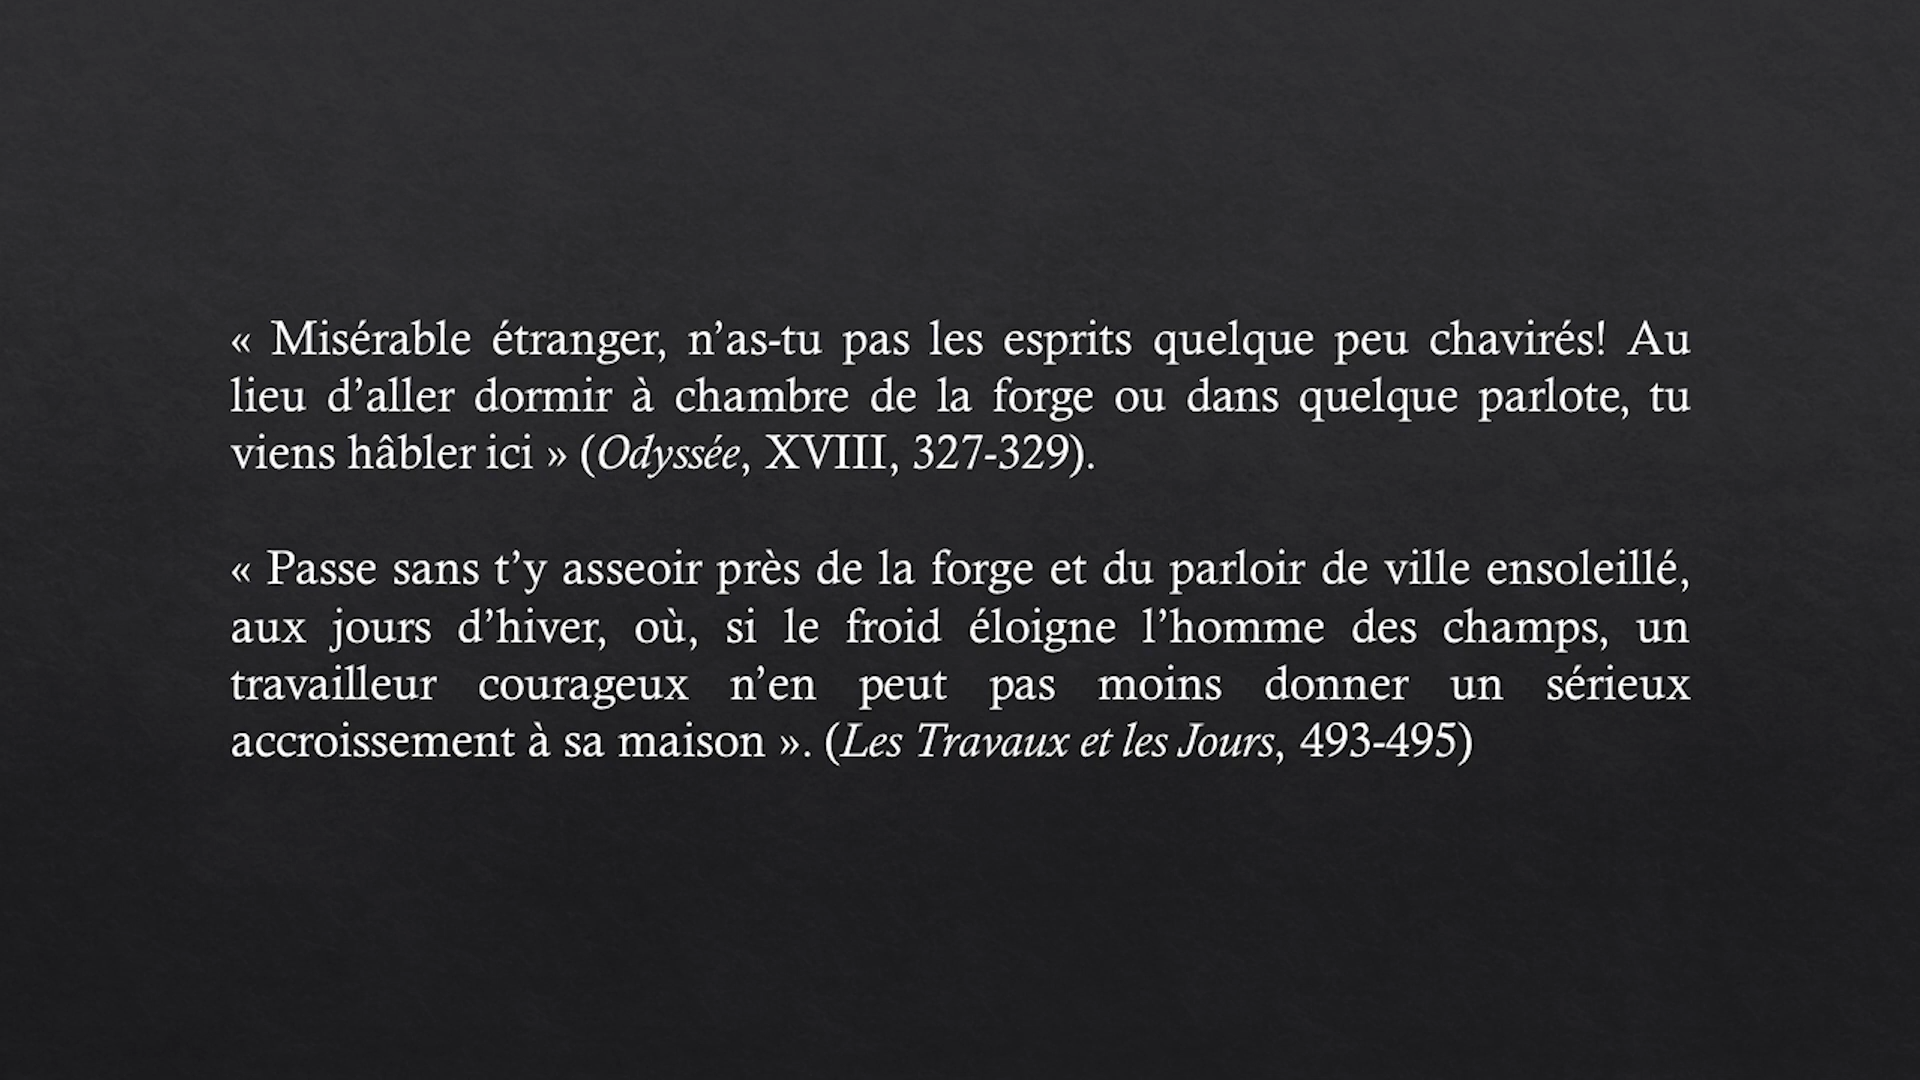 « Misérable étranger, n’as-tu pas les esprits quelque peu chavirés! Au
lieu d’aller dormir à chambre de la forge ou dans quelque parlote, tu
viens hâbler ici » (Odyssée, XVIII, 327-329).
« Passe sans t’y asseoir près de la forge et du parloir de ville ensoleillé,
aux jours d’hiver, où, si le froid éloigne l’homme des champs, un
travailleur courageux n’en peut pas moins donner un sérieux
accroissement à sa maison ». (Les Travaux et les Jours, 493-495)